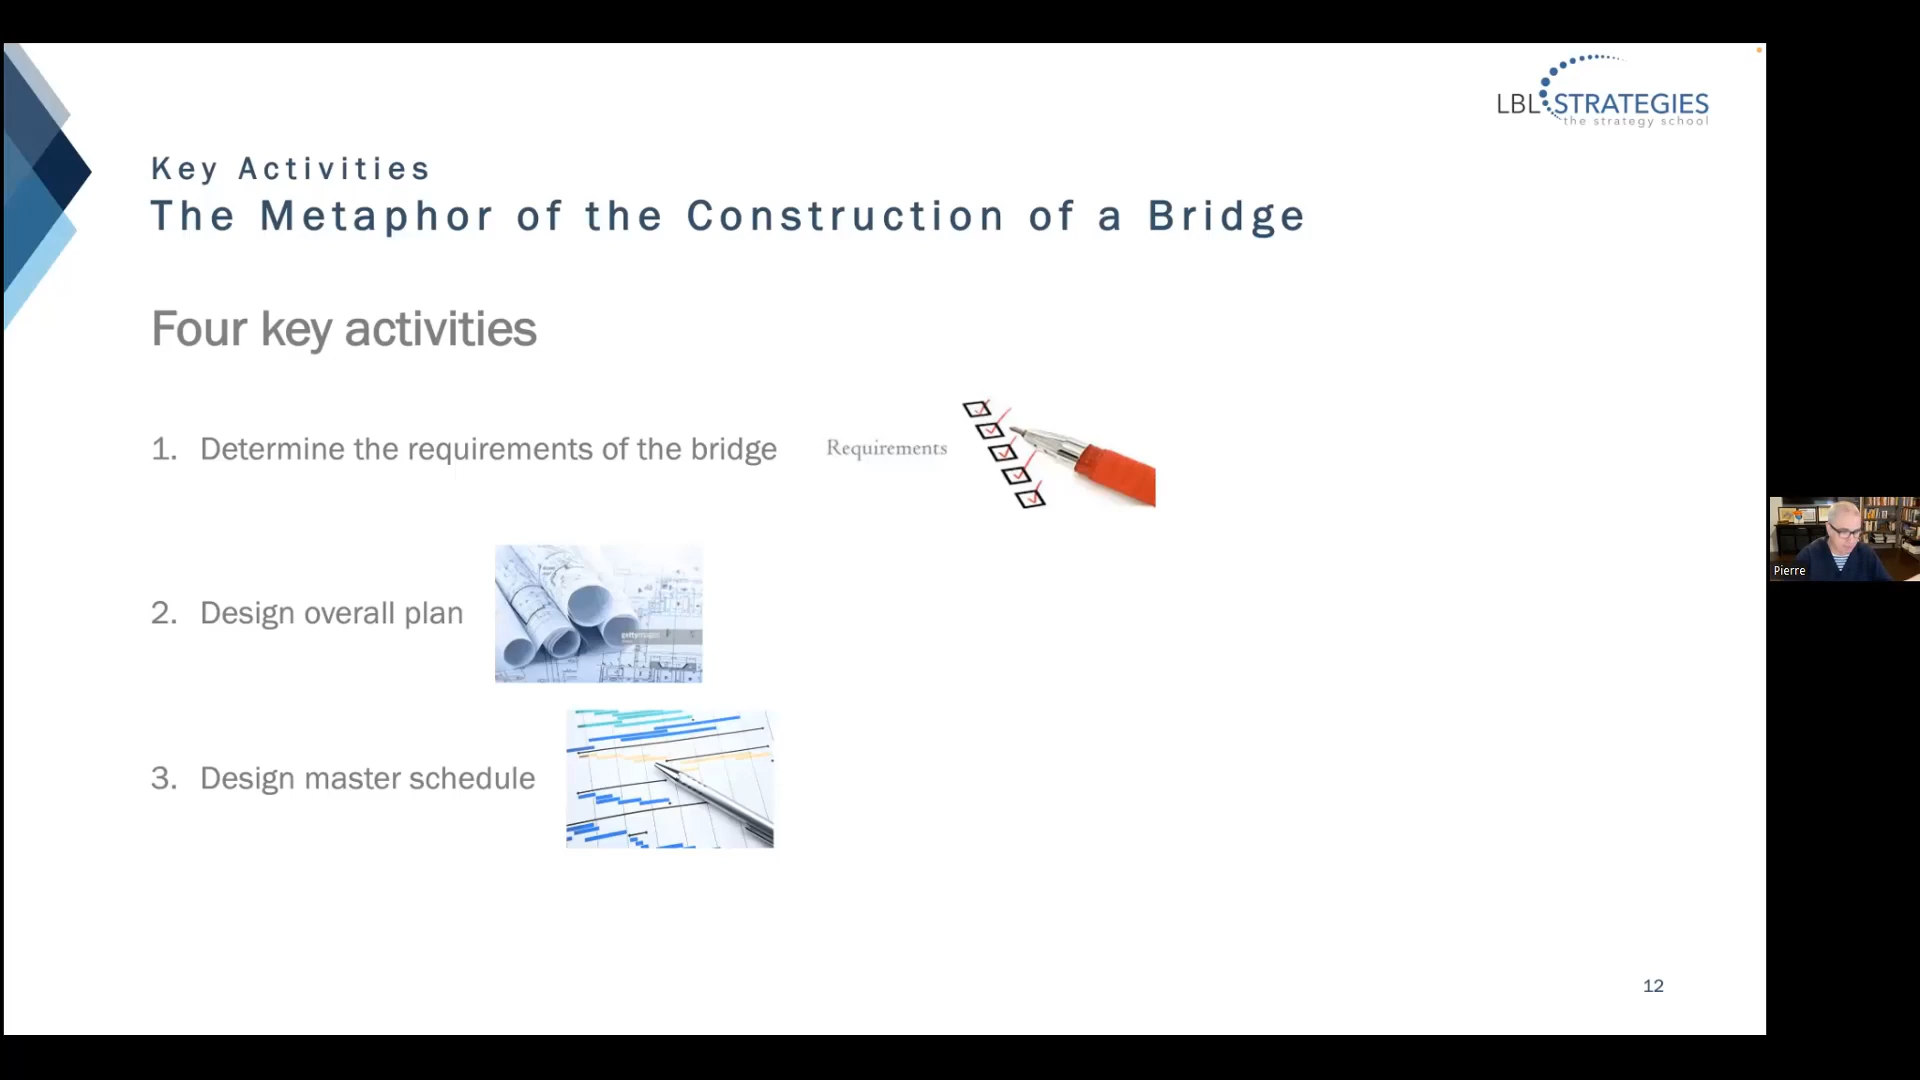 LBL STRATEGIES
the strategy school
Key Activities
The Metaphor of the Construction of a Bridge
Four key activities
1. Determine the requirements of the bridge
Requirements
2. Design overall plan
gettyimages
3. Design master schedule
Pierre
12